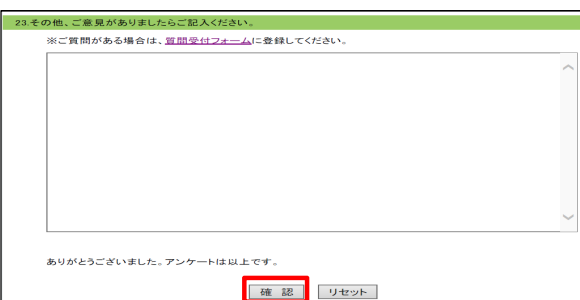 23.その他、ご意見がありましたらご記入ください。
※ご質問がある場合は、質問受付フォームに登録してください。
ありがとうございました。アンケートは以上です。
確 認 リセット